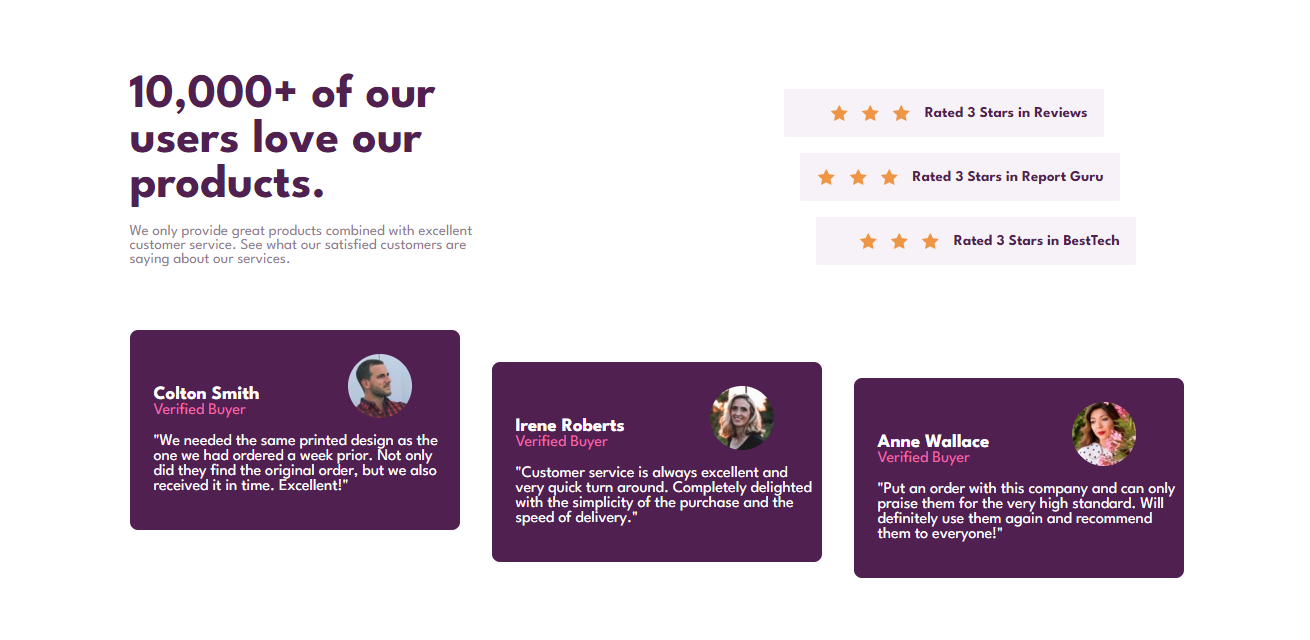 10,000+ of our
users love our
products.
We only provide great products combined with excellent
customer service. See what our satisfied customers are
saying about our services.
Rated 3 Stars in Reviews
Rated 3 Stars in Report Guru
Rated 3 Stars in BestTech
Colton Smith
Verified Buyer
"We needed the same printed design as the
one we had ordered a week prior. Not only
did they find the original order, but we also
received it in time. Excellent!"
Irene Roberts
Verified Buyer
"Customer service is always excellent and
very quick turn around. Completely delighted
with the simplicity of the purchase and the
speed of delivery."
Anne Wallace
Verified Buyer
"Put an order with this company and can only
praise them for the very high standard. Will
definitely use them again and recommend
them to everyone!"